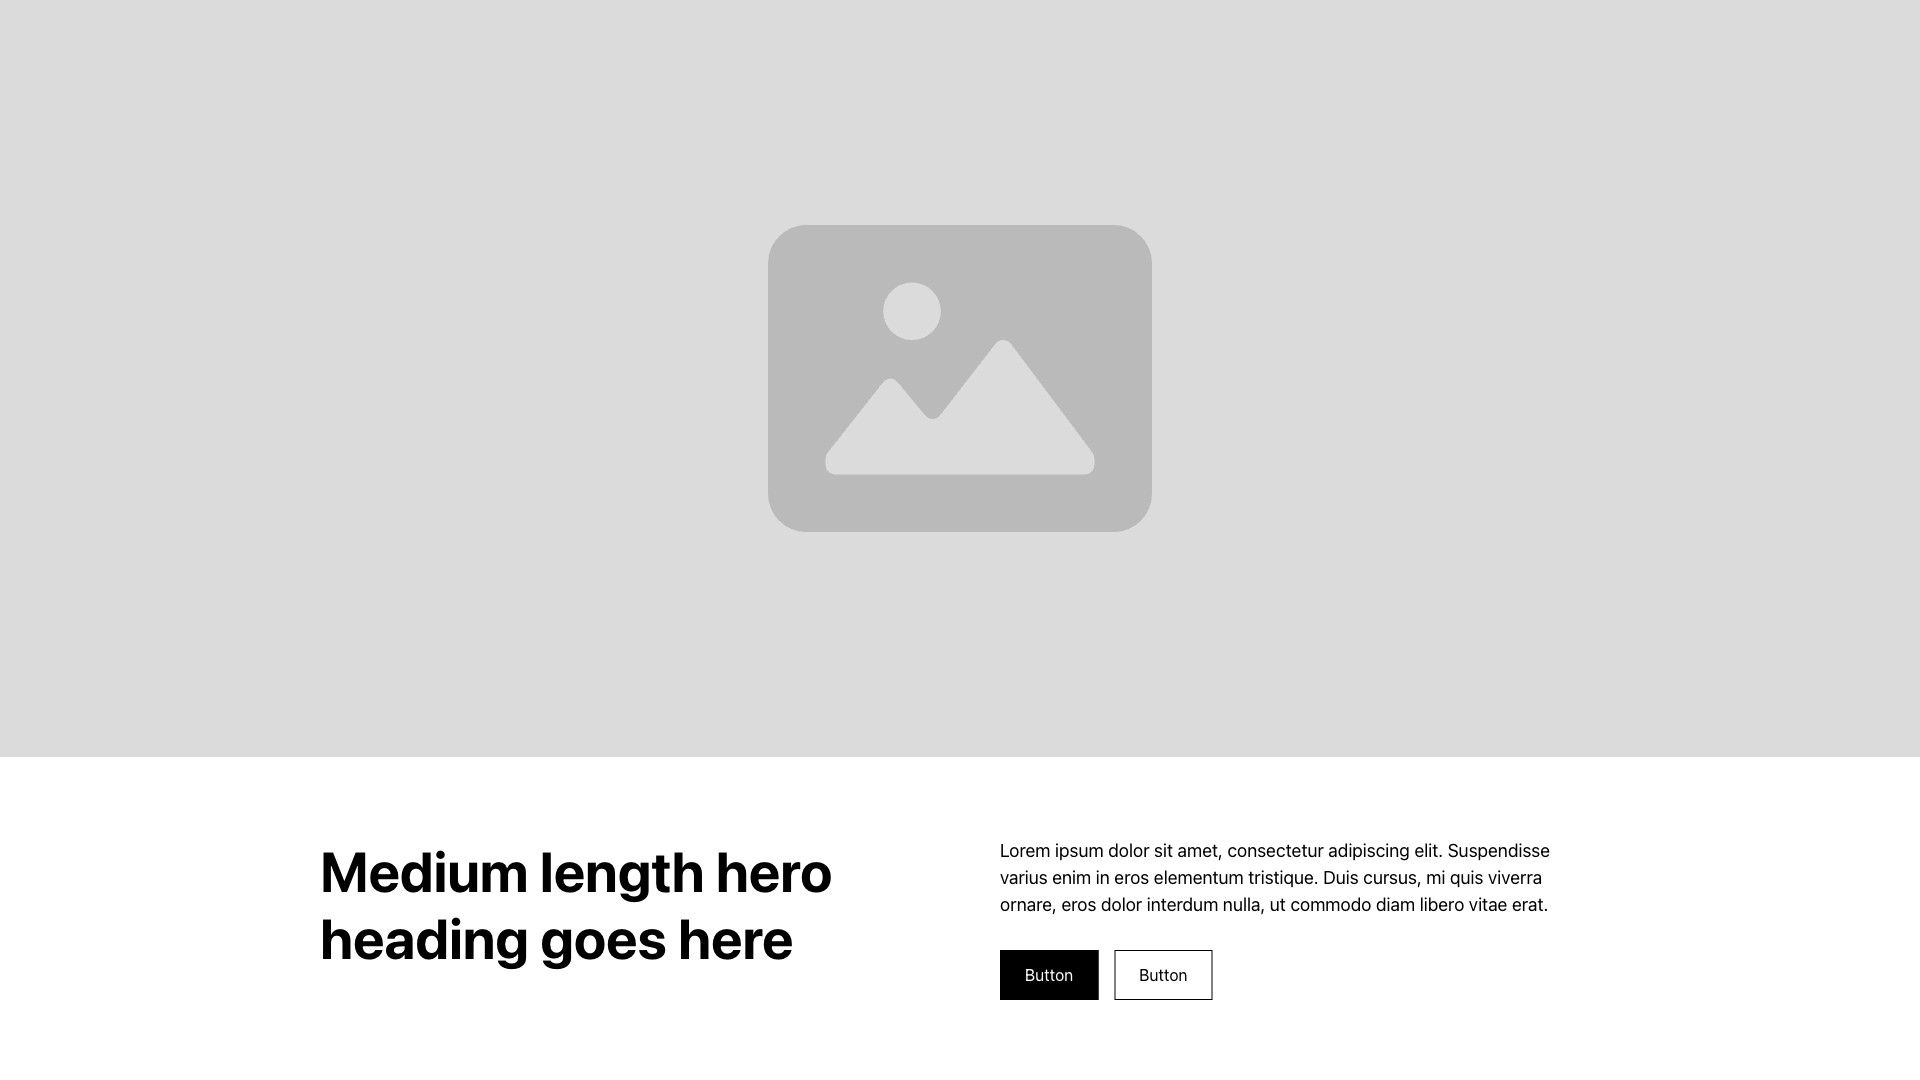 Medium length hero
heading goes here
Lorem ipsum dolor sit amet, consectetur adipiscing elit. Suspendisse
varius enim in eros elementum tristique. Duis cursus, mi quis viverra
ornare, eros dolor interdum nulla, ut commodo diam libero vitae erat.
Button
Button